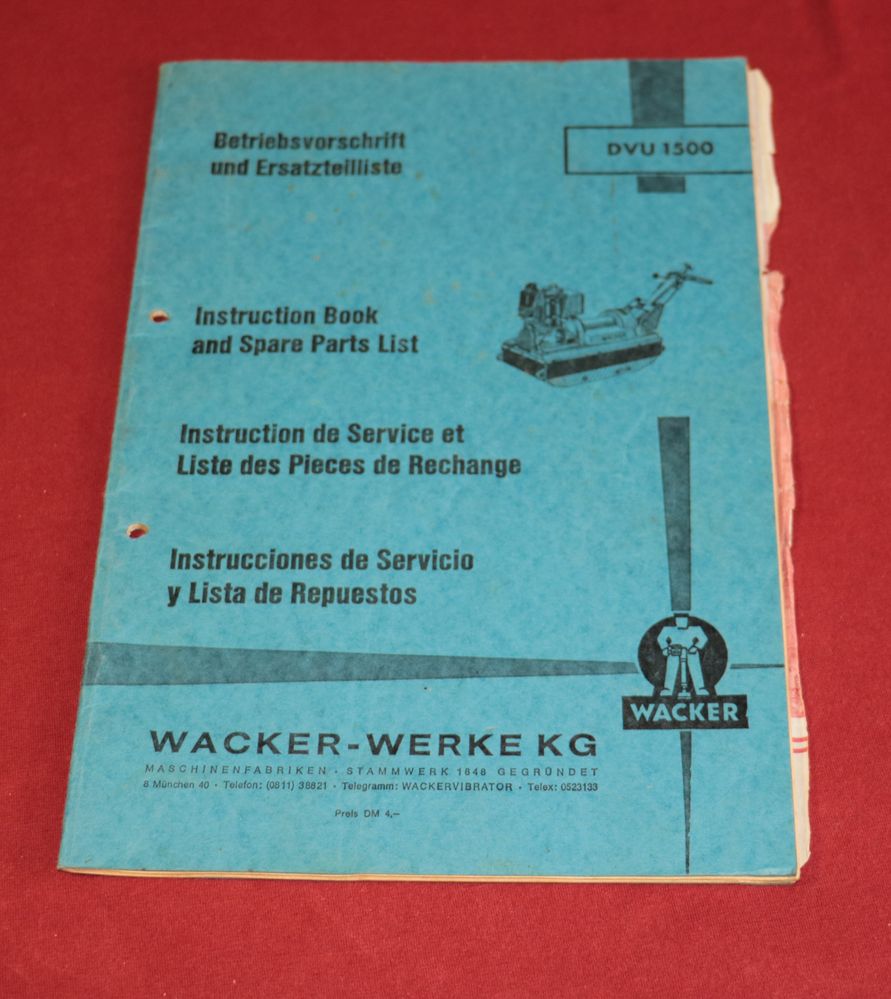 Betriebsvorschrift
und Ersatzteilliste
DVU 1500
Instruction Book
and Spare Parts List
Instruction de Service et
Liste des Pieces de Rechange
Instrucciones de Servicio
y Lista de Repuestos
WACKER
WACKER-WERKE KG
MASCHINENFABRIKEN · STAMMWERK 1848 GEGRÜNDET
8 München 40 · Telefon: (0811) 38821 · Telegramm: WACKERVIBRATOR · Telex: 0523133
Preis DM 4,–